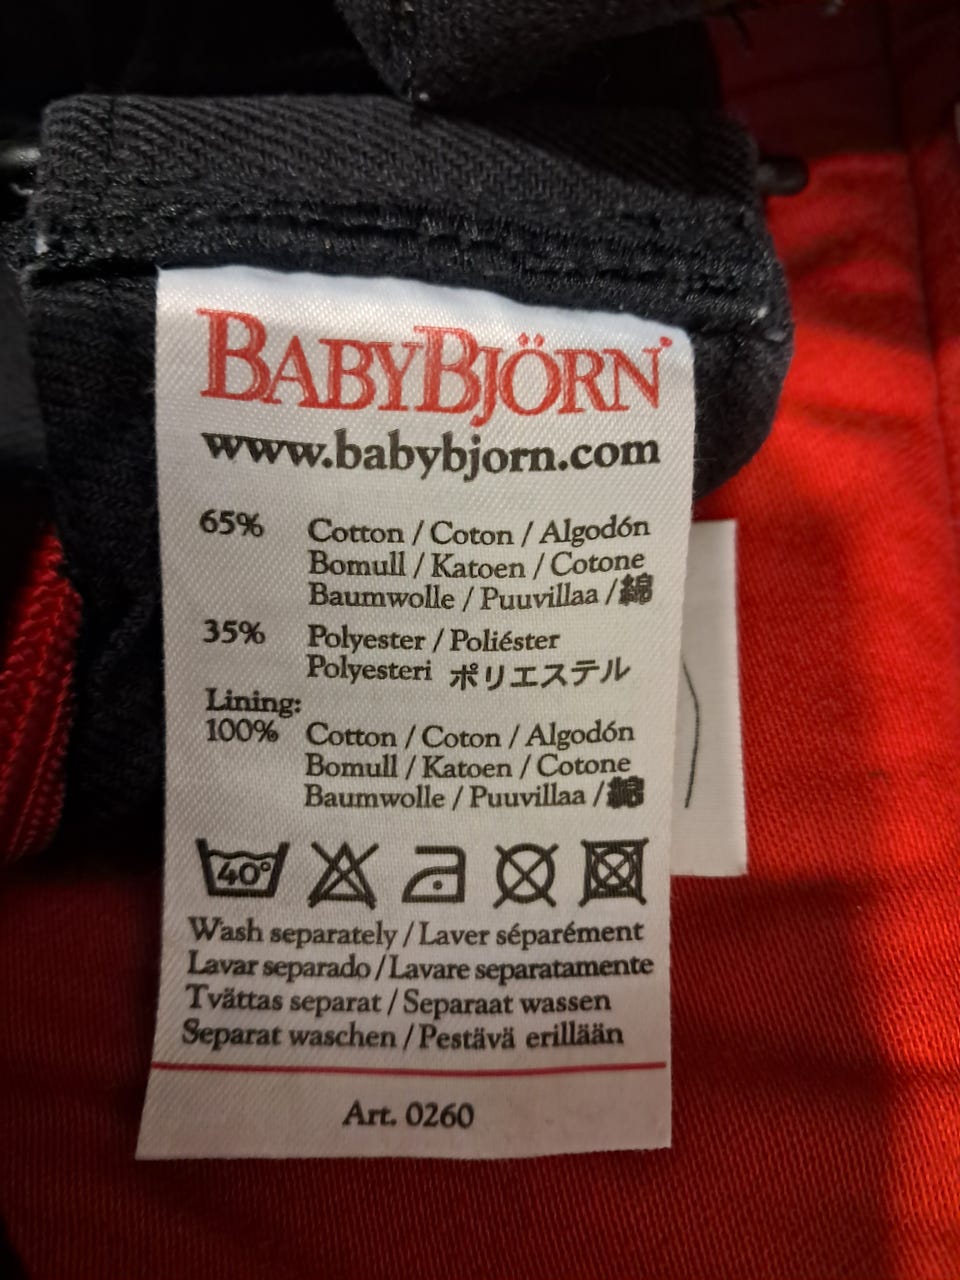 BABYBJÖRN
www.babybjorn.com
65% Cotton / Coton / Algodón
Bomull / Katoen / Cotone
Baumwolle / Puuvillaa / 綿
35% Polyester / Poliéster
Polyesteri ポリエステル
Lining:
100% Cotton / Coton / Algodón
Bomull / Katoen / Cotone
Baumwolle / Puuvillaa / 綿
40°
Wash separately / Laver séparément
Lavar separado / Lavare separatamente
Tvättas separat / Separaat wassen
Separat waschen / Pestävä erillään
Art. 0260